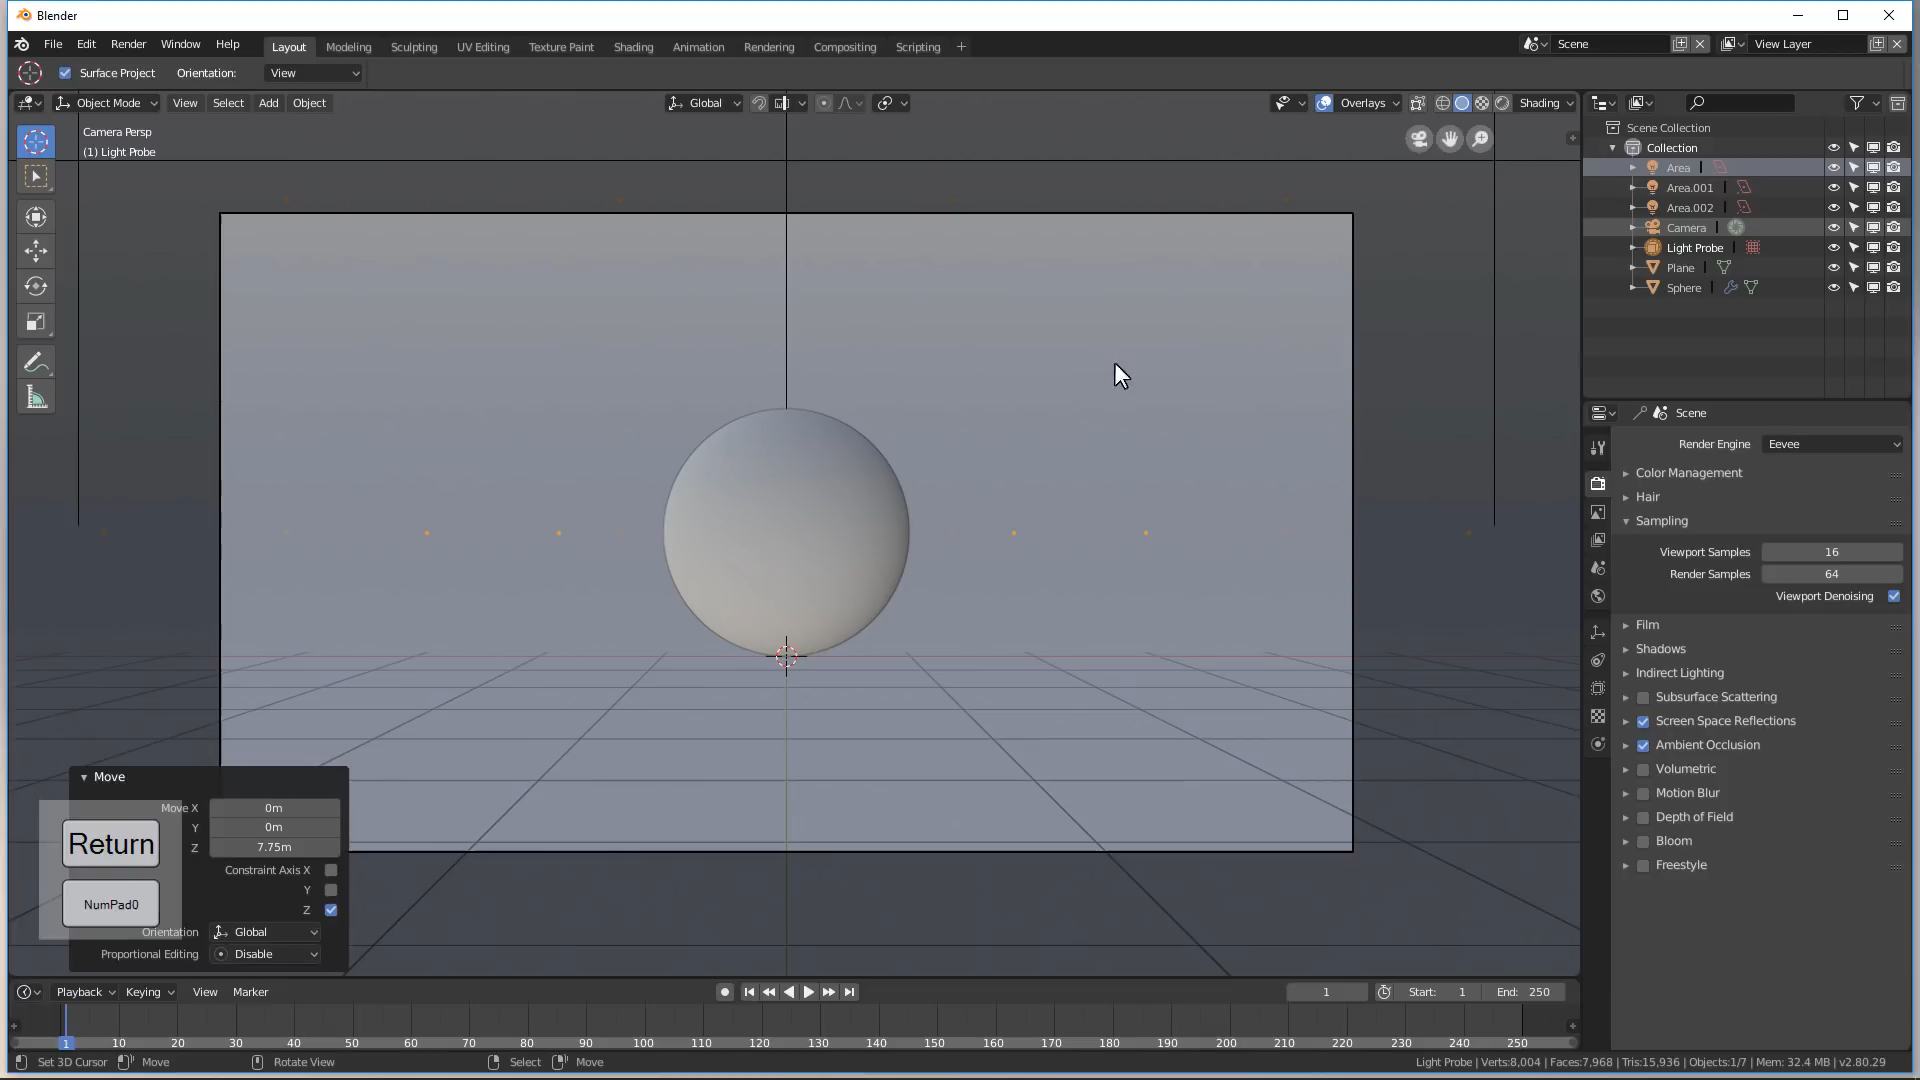 Blender
File Edit Render Window Help Layout Modeling Sculpting UV Editing Texture Paint Shading Animation Rendering Compositing Scripting + Scene View Layer
Surface Project Orientation: View
Object Mode View Select Add Object Global Overlays Shading
Camera Persp
(1) Light Probe
Scene Collection
Collection
Area
Area.001
Area.002
Camera
Light Probe
Plane
Sphere
Scene
Render Engine Eevee
Color Management
Hair
Sampling
Viewport Samples 16
Render Samples 64
Viewport Denoising
Film
Shadows
Indirect Lighting
Subsurface Scattering
Screen Space Reflections
Ambient Occlusion
Volumetric
Motion Blur
Depth of Field
Bloom
Freestyle
Move
Move X 0m
Y 0m
Z 7.75m
Constraint Axis X
Y
Z
Orientation Global
Proportional Editing Disable
Return
NumPad0
Playback Keying View Marker 1 Start: 1 End: 250
1 10 20 30 40 50 60 70 80 90 100 110 120 130 140 150 160 170 180 190 200 210 220 230 240 250
Set 3D Cursor Move Rotate View Select Move Light Probe | Verts:8,004 | Faces:7,968 | Tris:15,936 | Objects:1/7 | Mem: 32.4 MB | v2.80.29